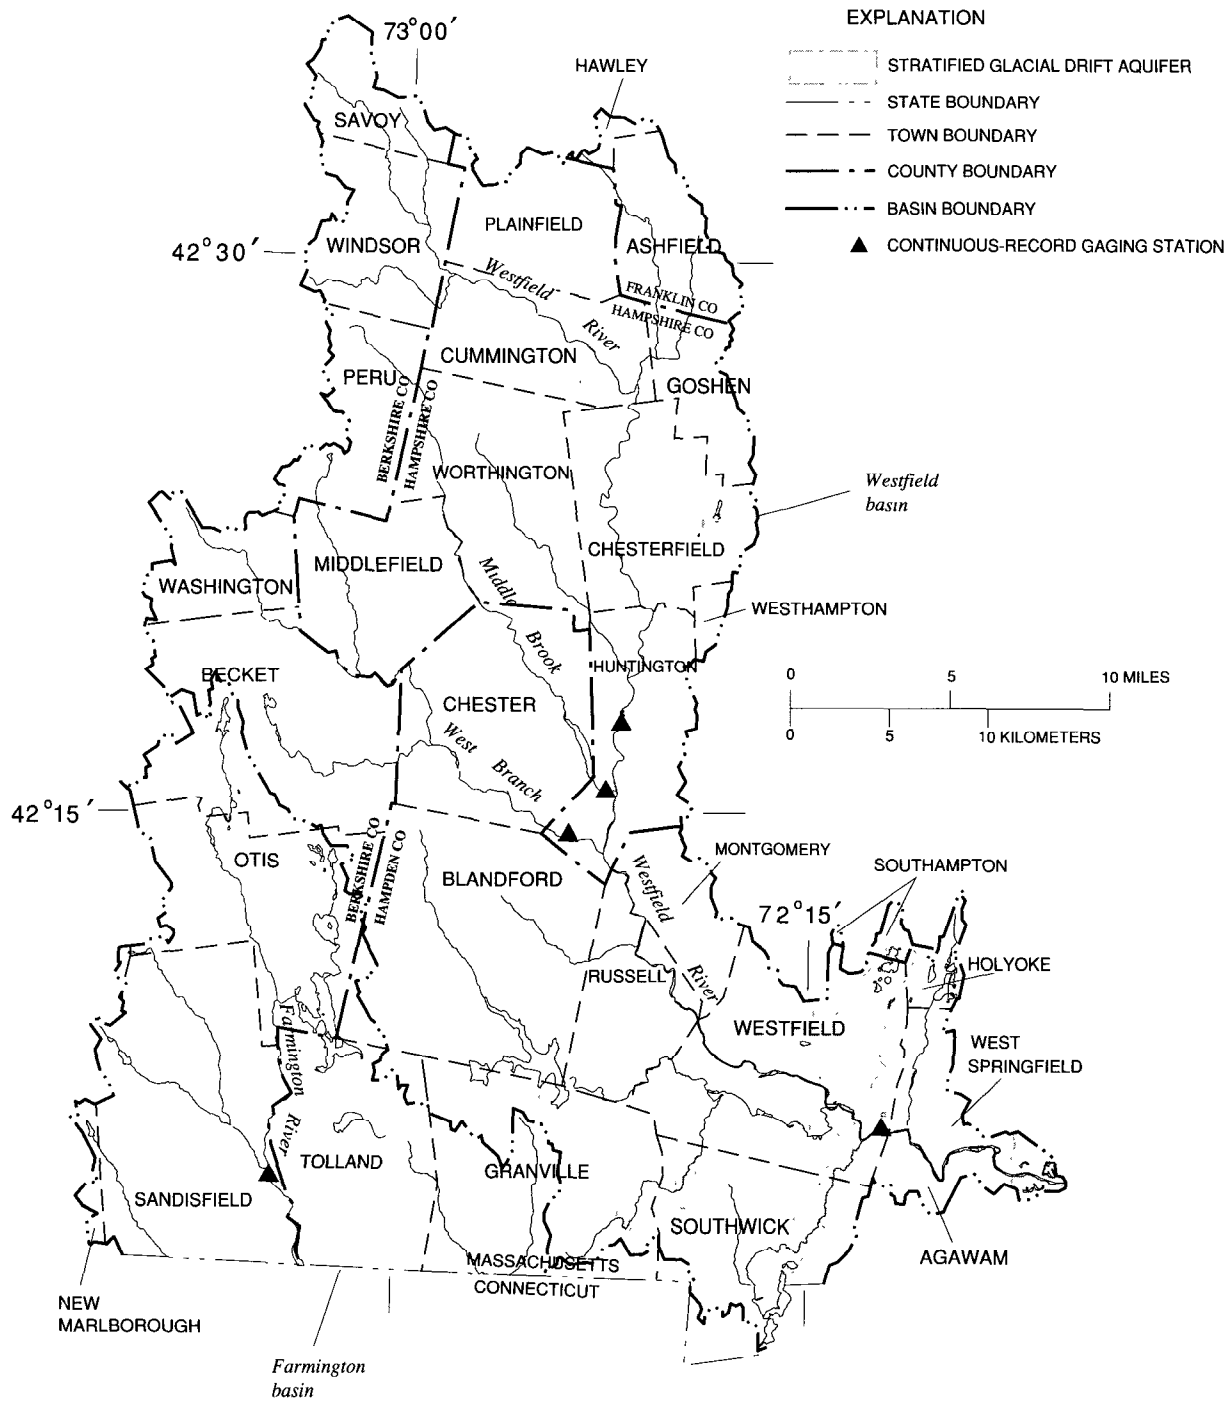 EXPLANATION
STRATIFIED GLACIAL DRIFT AQUIFER
STATE BOUNDARY
TOWN BOUNDARY
COUNTY BOUNDARY
BASIN BOUNDARY
CONTINUOUS-RECORD GAGING STATION
73°00′
HAWLEY
SAVOY
PLAINFIELD
42°30′
WINDSOR
ASHFIELD
Westfield
River
FRANKLIN CO
HAMPSHIRE CO
CUMMINGTON
PERU
GOSHEN
BERKSHIRE CO
HAMPSHIRE CO
WORTHINGTON
Westfield
basin
CHESTERFIELD
MIDDLEFIELD
WASHINGTON
Middle
Brook
WESTHAMPTON
HUNTINGTON
BECKET
0 5 10 MILES
0 5 10 KILOMETERS
CHESTER
West
Branch
42°15′
OTIS
BERKSHIRE CO
HAMPDEN CO
BLANDFORD
MONTGOMERY
SOUTHAMPTON
Westfield
River
72°15′
RUSSELL
HOLYOKE
WESTFIELD
WEST
SPRINGFIELD
Farmington
River
TOLLAND
GRANVILLE
SANDISFIELD
SOUTHWICK
AGAWAM
MASSACHUSETTS
CONNECTICUT
NEW
MARLBOROUGH
Farmington
basin